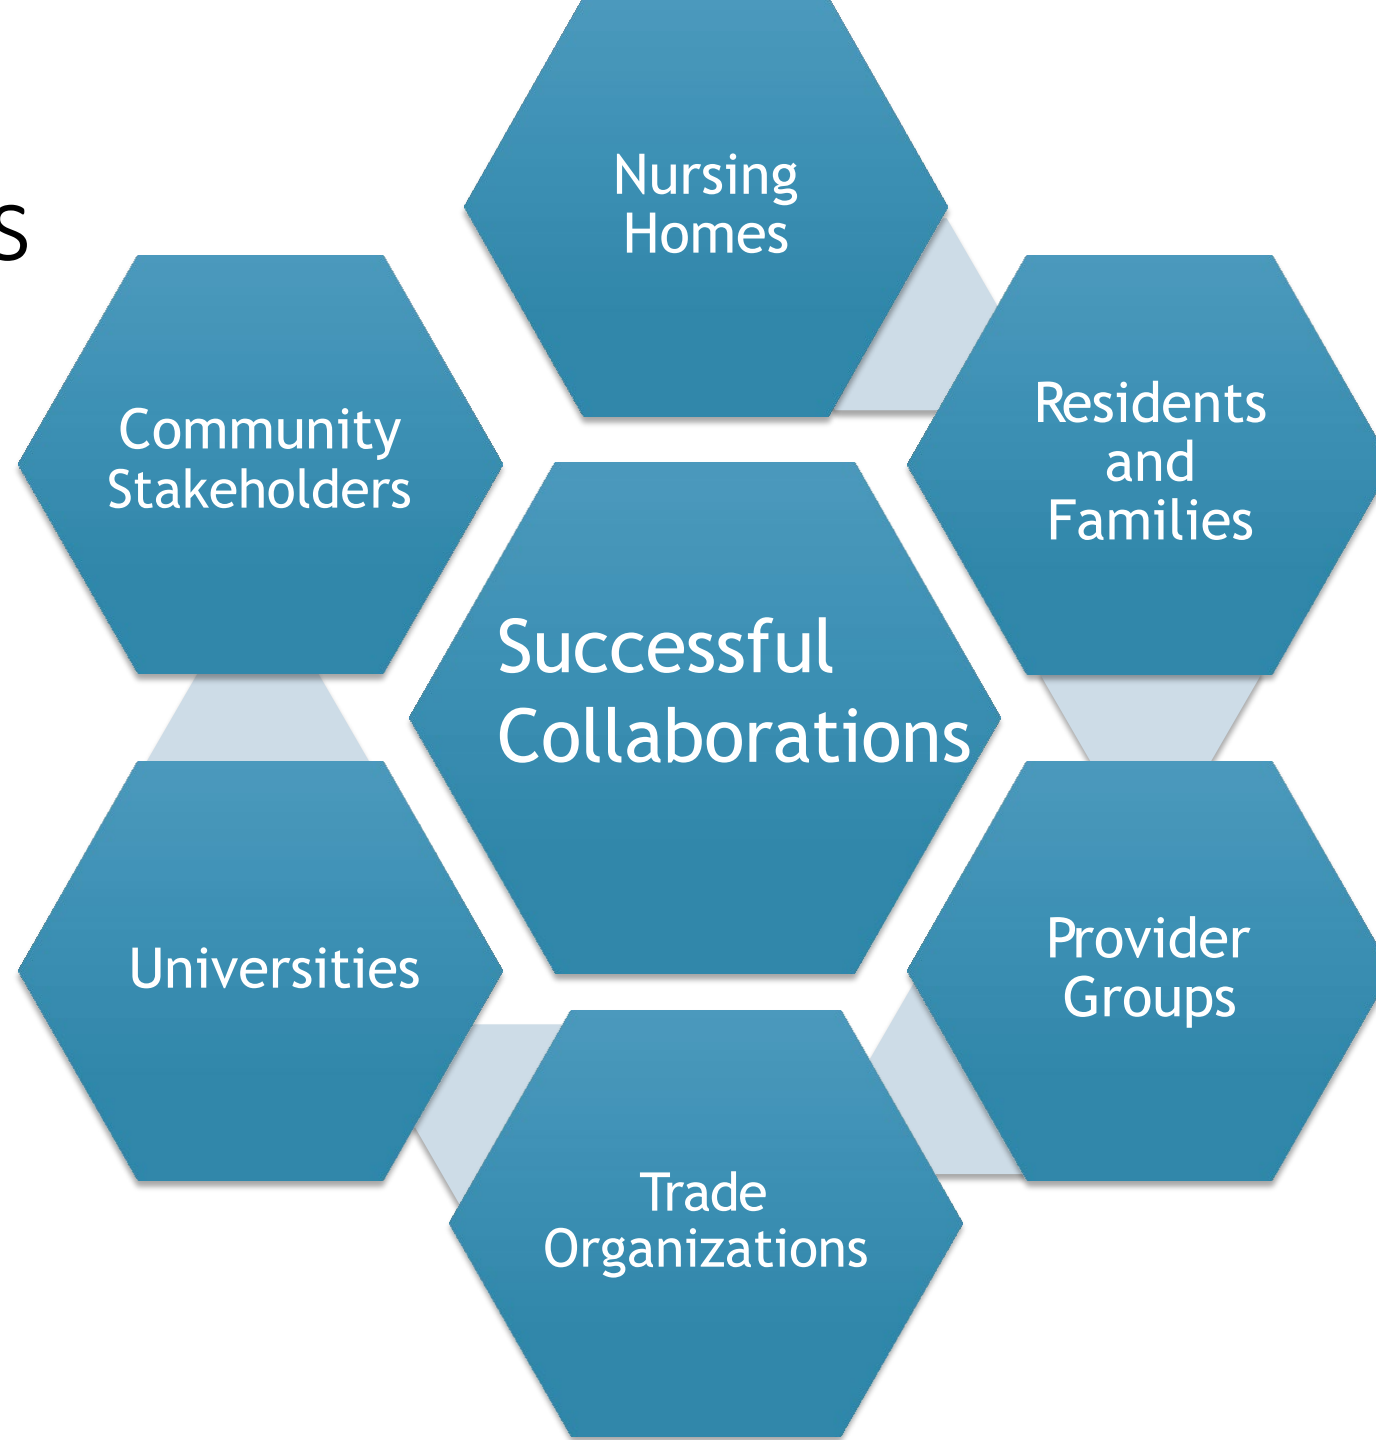 Nursing
Homes
s
Community
Stakeholders
Residents
and
Families
Successful
Collaborations
Universities
Provider
Groups
Trade
Organizations